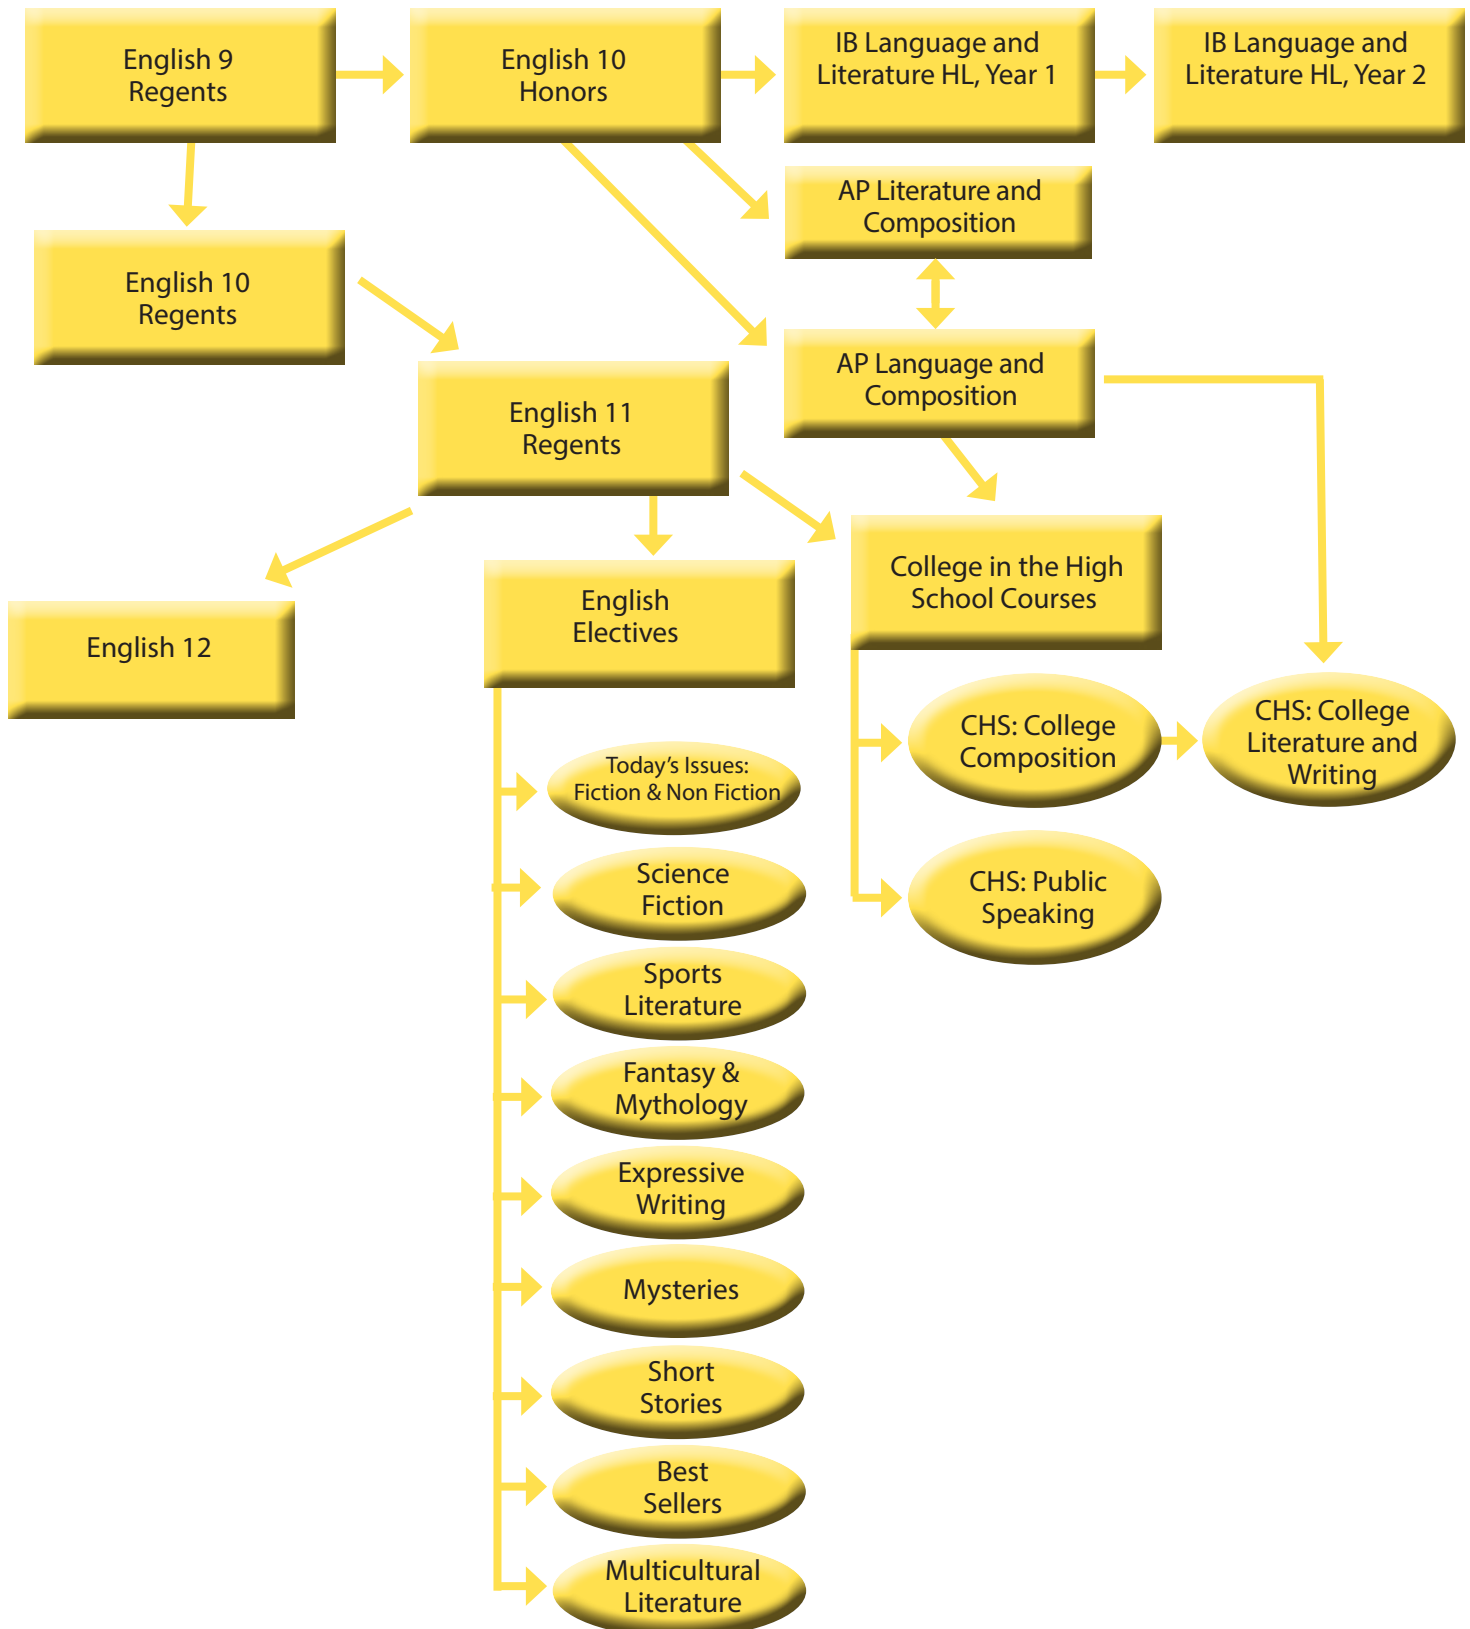 English 9
Regents
English 10
Honors
IB Language and
Literature HL, Year 1
IB Language and
Literature HL, Year 2
AP Literature and
Composition
English 10
Regents
AP Language and
Composition
English 11
Regents
College in the High
School Courses
English
Electives
English 12
CHS: College
Composition
CHS: College
Literature and
Writing
Today's Issues:
Fiction & Non Fiction
Science
Fiction
CHS: Public
Speaking
Sports
Literature
Fantasy &
Mythology
Expressive
Writing
Mysteries
Short
Stories
Best
Sellers
Multicultural
Literature